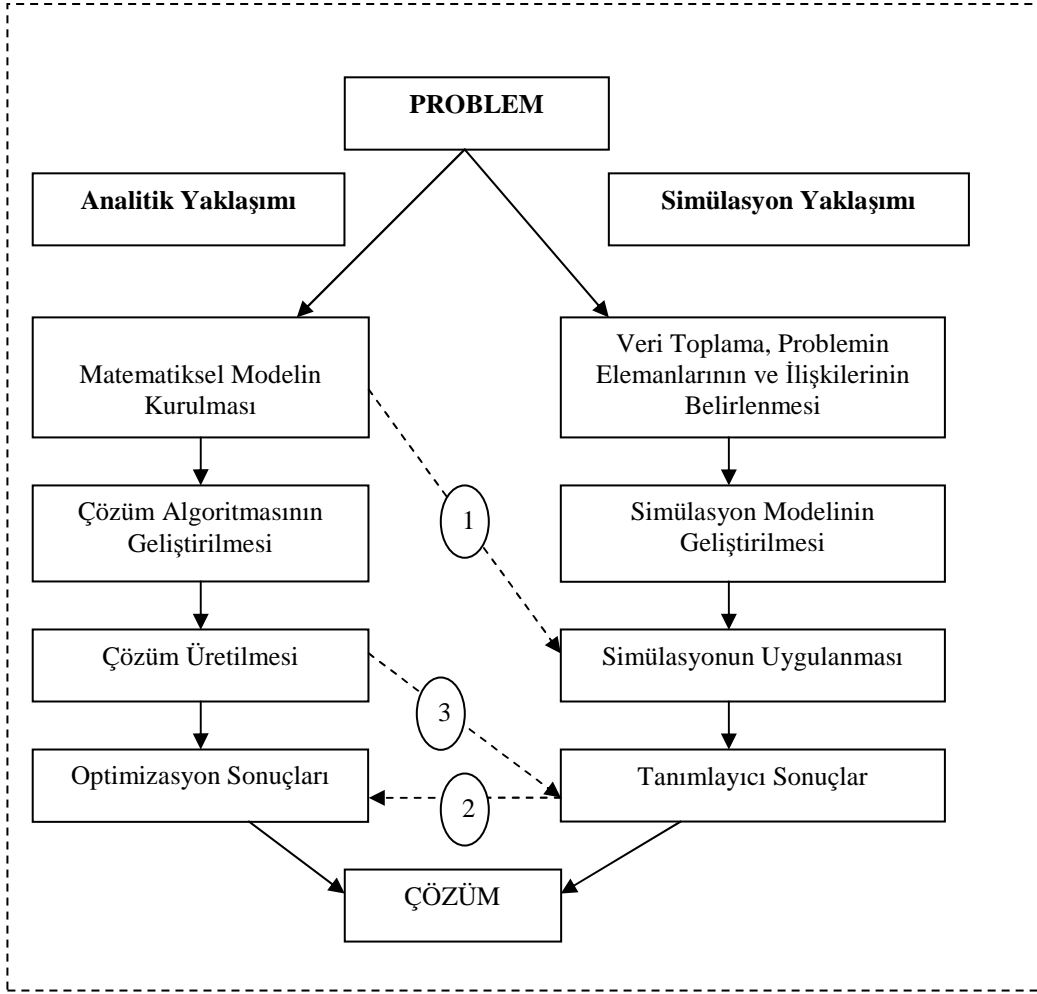 PROBLEM
Analitik Yaklaşımı
Simülasyon Yaklaşımı
Matematiksel Modelin
Kurulması
Veri Toplama, Problemin
Elemanlarının ve İlişkilerinin
Belirlenmesi
Çözüm Algoritmasının
Geliştirilmesi
1
Simülasyon Modelinin
Geliştirilmesi
Çözüm Üretilmesi
Simülasyonun Uygulanması
3
Optimizasyon Sonuçları
2
Tanımlayıcı Sonuçlar
ÇÖZÜM